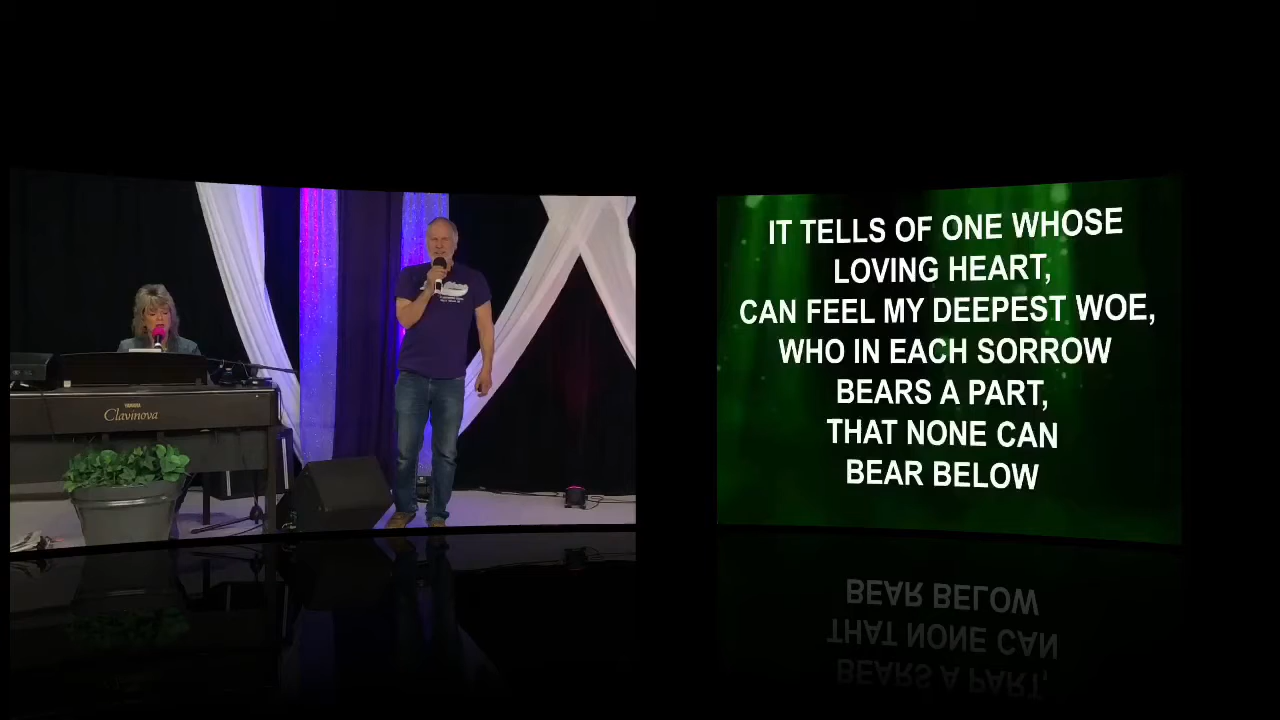 YAMAHA
Clavinova
IT TELLS OF ONE WHOSE
LOVING HEART,
CAN FEEL MY DEEPEST WOE,
WHO IN EACH SORROW
BEARS A PART,
THAT NONE CAN
BEAR BELOW